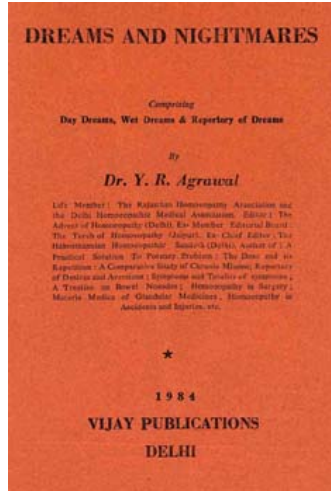 DREAMS AND NIGHTMARES
Comprising
Day Dreams, Wet Dreams & Repertory of Dreams
By
Dr. Y. R. Agrawal
Life Member : The Rajasthan Homoeopathy Association and
the Delhi Homoeopathic Medical Association. Editor : The
Advent of Homoeopathy (Delhi). Ex- Member Editorial Board :
The Torch of Homoeopathy (Jaipur). Ex- Chief Editor : The
Hahnemannian Homoeopathic Sandesh (Delhi). Author of : A
Practical Solution To Potency Problem ; The Dose and its
Repetition ; A Comparative Study of Chronic Miasms; Repertory
of Desires and Aversions ; Symptoms and Totality of symptoms ;
A Treatise on Bowel Nosodes ; Homoeopathy in Surgery ;
Materia Medica of Glandular Medicines , Homoeopathy in
Accidents and Injuries, etc.
★
1984
VIJAY PUBLICATIONS
DELHI